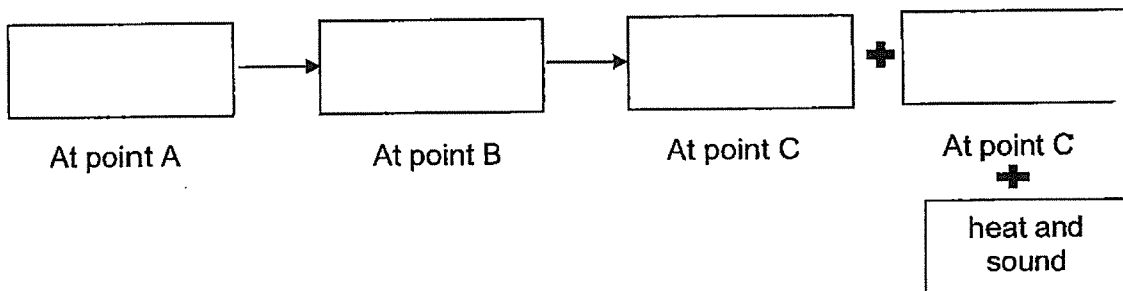 At point A
At point B
At point C
At point C
heat and
sound